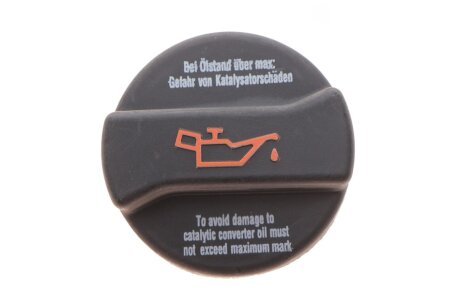 Bei Ölstand über max:
Gefahr von Katalysatorschäden
To avoid damage to
catalytic converter oil must
not exceed maximum mark